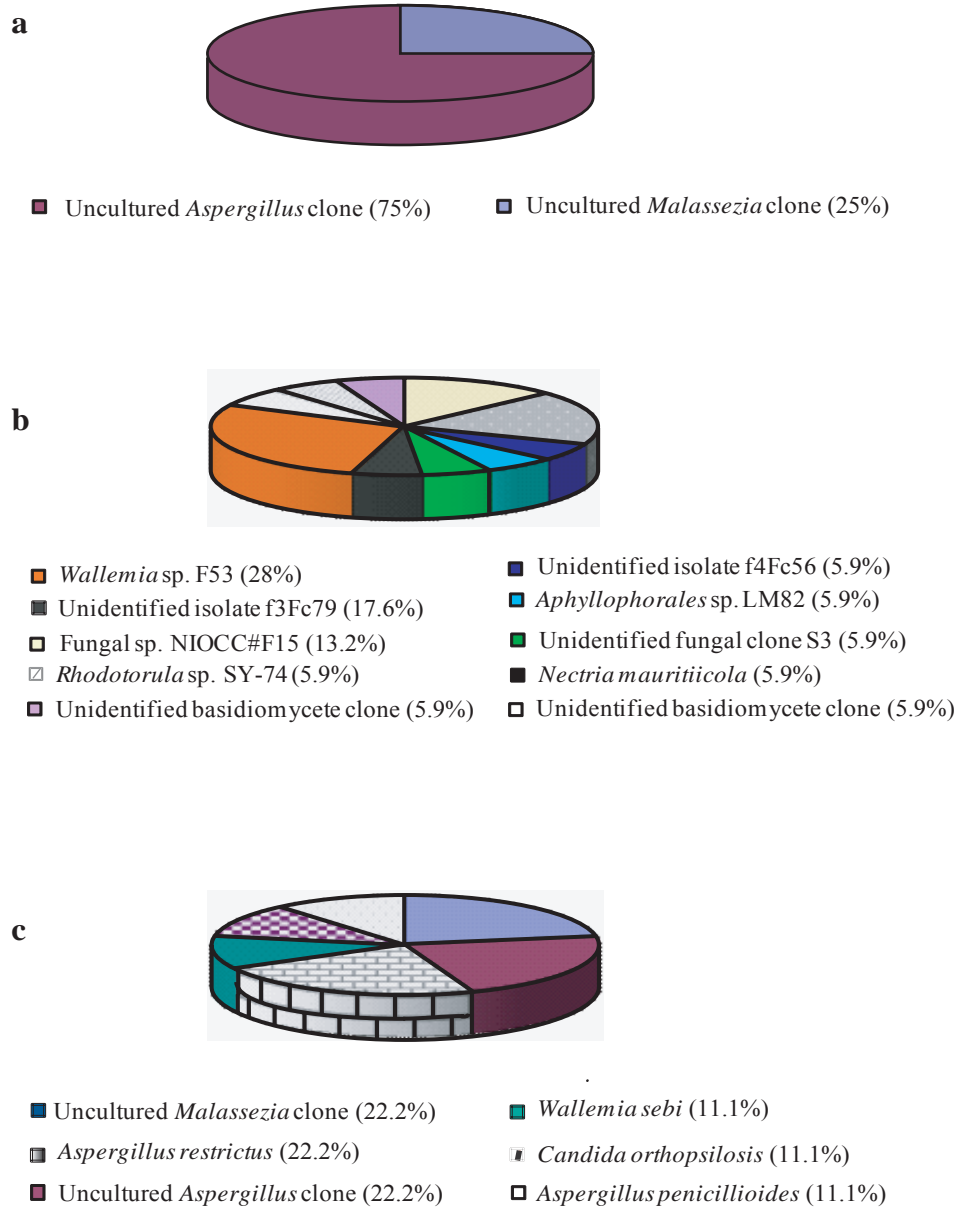 a
Uncultured Aspergillus clone (75%)
Uncultured Malassezia clone (25%)
b
Wallemia sp. F53 (28%)
Unidentified isolate f3Fc79 (17.6%)
Fungal sp. NIOCC#F15 (13.2%)
Rhodotorula sp. SY-74 (5.9%)
Unidentified basidiomycete clone (5.9%)
Unidentified isolate f4Fc56 (5.9%)
Aphyllophorales sp. LM82 (5.9%)
Unidentified fungal clone S3 (5.9%)
Nectria mauritiicola (5.9%)
Unidentified basidiomycete clone (5.9%)
c
Uncultured Malassezia clone (22.2%)
Aspergillus restrictus (22.2%)
Uncultured Aspergillus clone (22.2%)
Wallemia sebi (11.1%)
Candida orthopsilosis (11.1%)
Aspergillus penicillioides (11.1%)